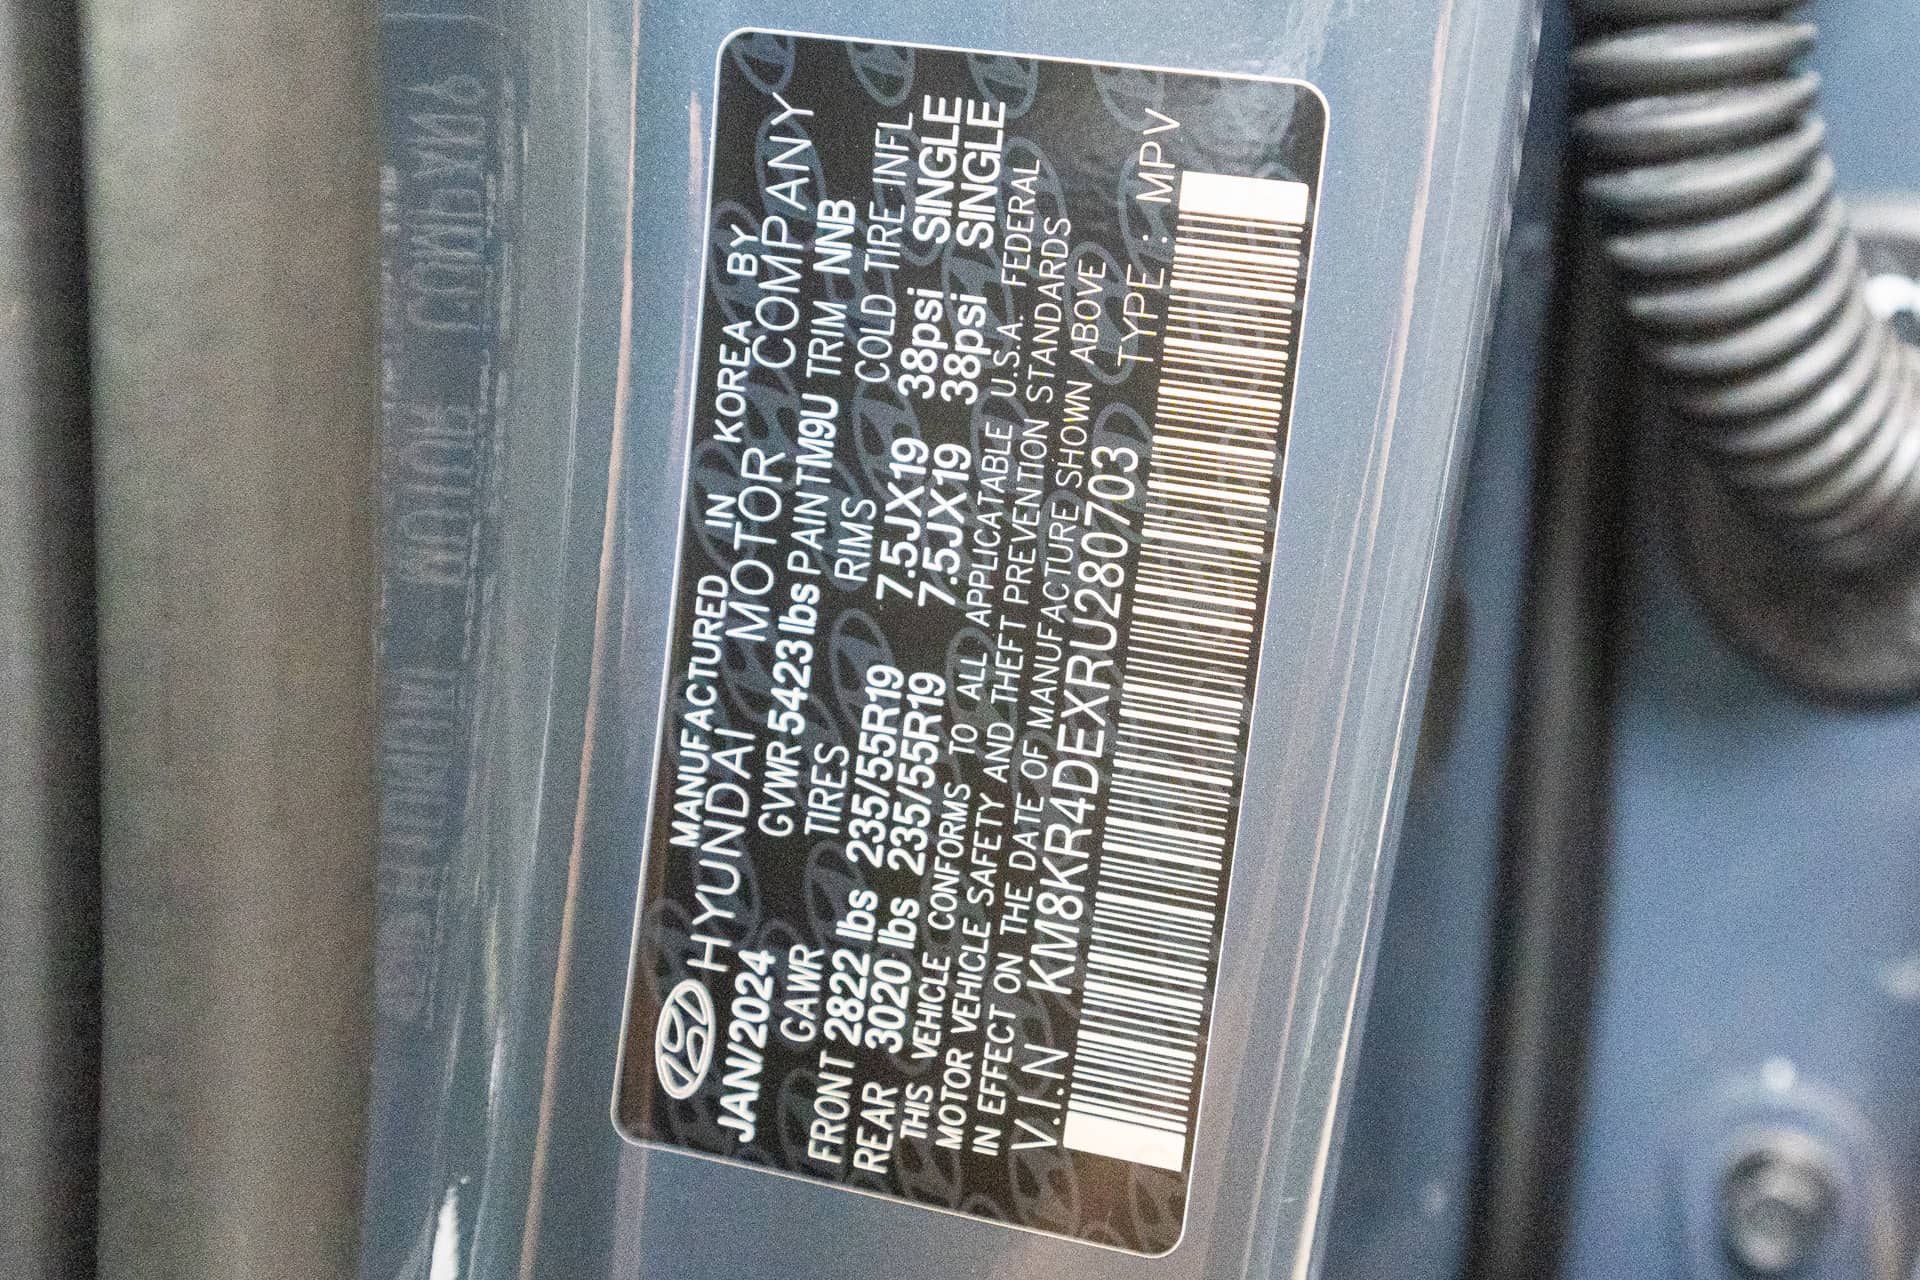 MANUFACTURED IN KOREA BY
HYUNDAI MOTOR COMPANY
JAN/2024 GVWR 5423 lbs PAINT M9U TRIM NNB
GAWR TIRES RIMS COLD TIRE INFL
FRONT 2822 lbs 235/55R19 7.5JX19 38psi SINGLE
REAR 3020 lbs 235/55R19 7.5JX19 38psi SINGLE
THIS VEHICLE CONFORMS TO ALL APPLICATABLE U.S.A. FEDERAL
MOTOR VEHICLE SAFETY AND THEFT PREVENTION STANDARDS
IN EFFECT ON THE DATE OF MANUFACTURE SHOWN ABOVE
V.I.N KM8KR4DEXRU280703 TYPE : MPV